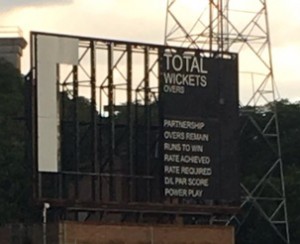 TOTAL
WICKETS
OVERS
PARTNERSHIP
OVERS REMAIN
RUNS TO WIN
RATE ACHIEVED
RATE REQUIRED
D/L PAR SCORE
POWER PLAY